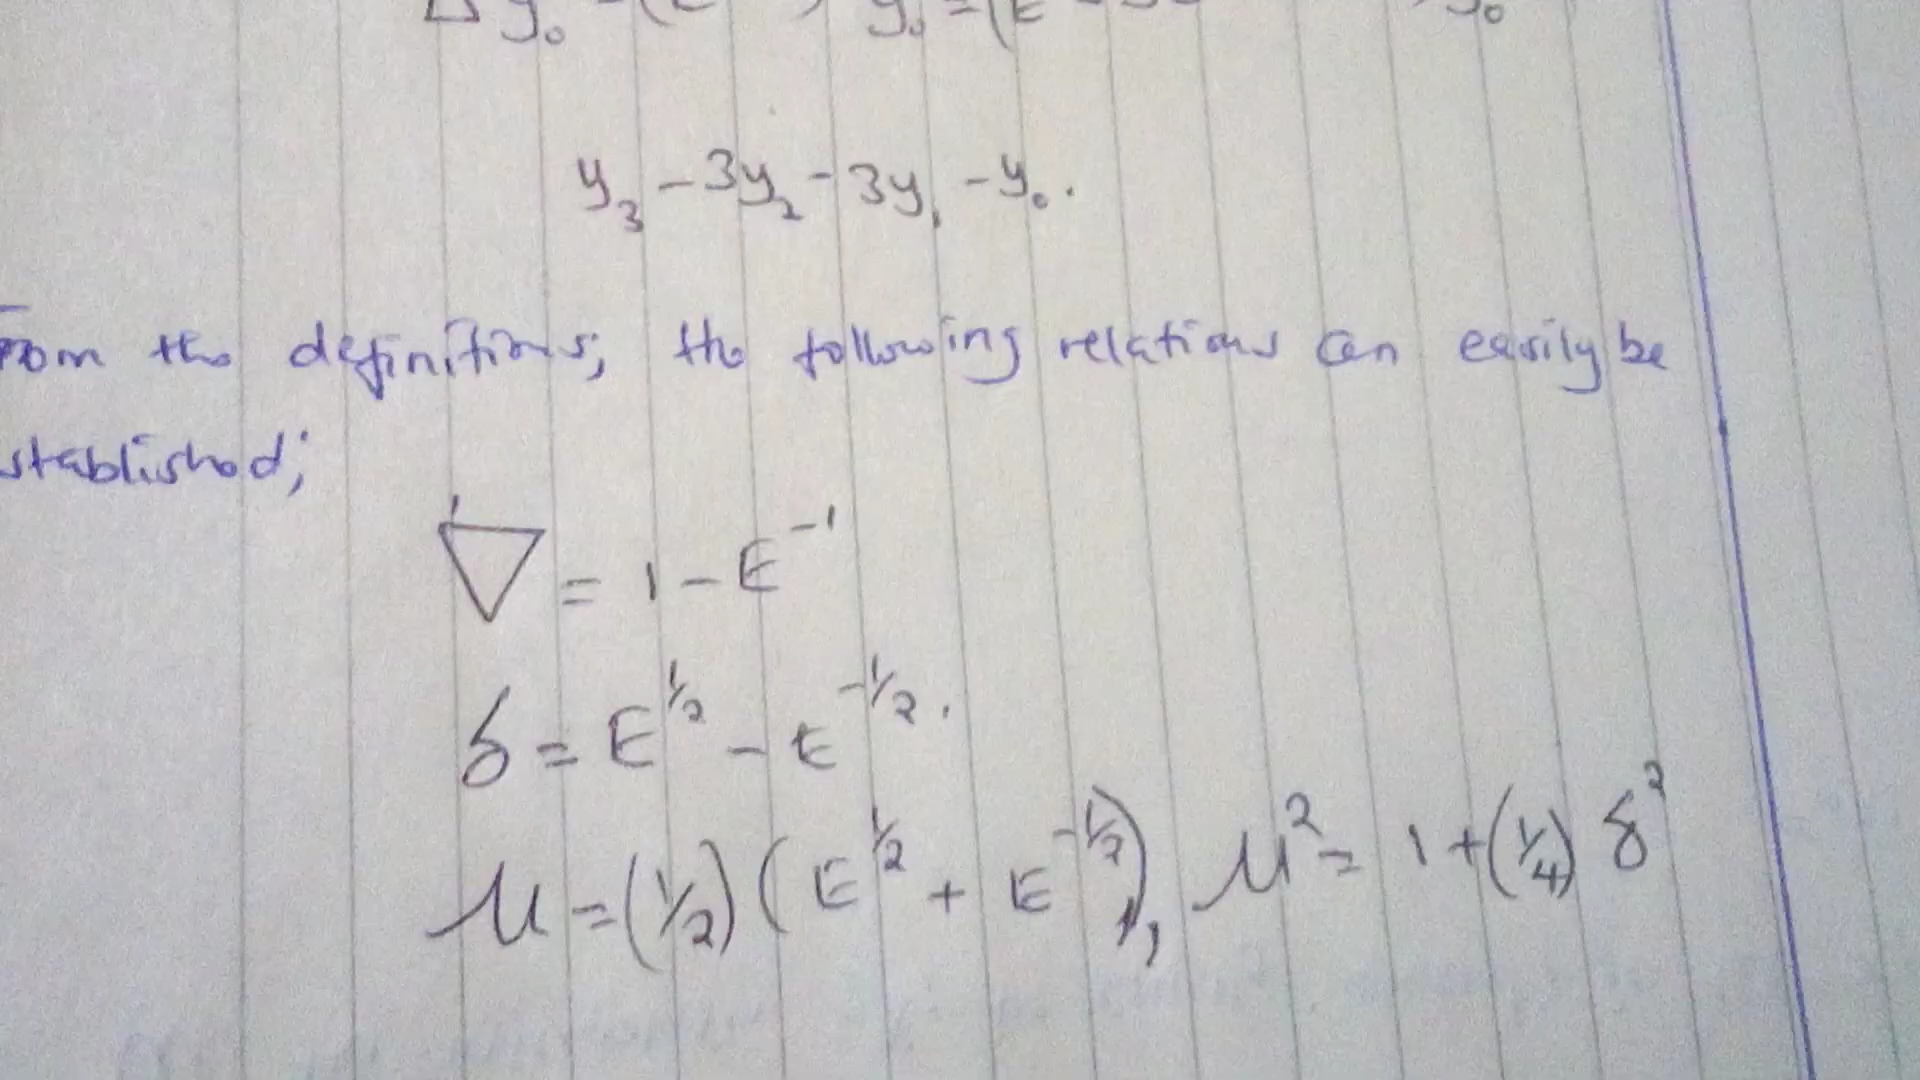 y₃ - 3y₂ - 3y₁ - y₀.
From the definitions, the following relations can easily be
stablished;
▽ = 1 - E⁻¹
δ = E^½ - E^-½.
μ = (½)(E^½ + E^-½), μ² = 1 + (¼) δ²